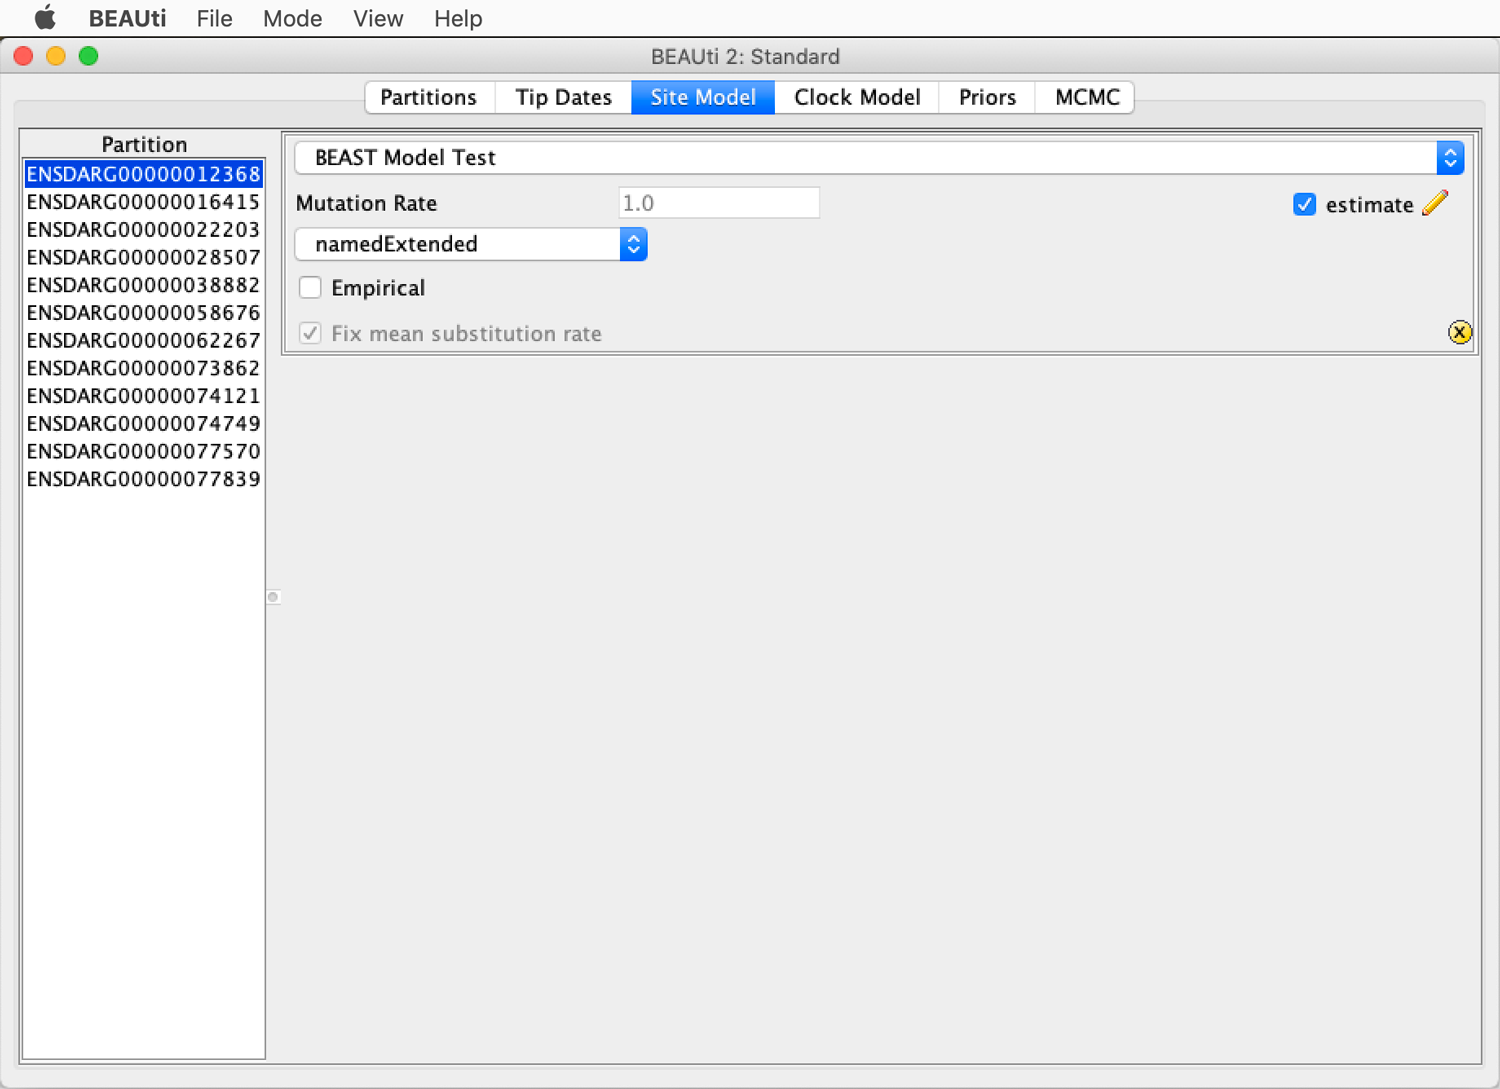 BEAUti File Mode View Help
BEAUti 2: Standard
Partitions Tip Dates Site Model Clock Model Priors MCMC
Partition
ENSDARG00000012368
ENSDARG00000016415
ENSDARG00000022203
ENSDARG00000028507
ENSDARG00000038882
ENSDARG00000058676
ENSDARG00000062267
ENSDARG00000073862
ENSDARG00000074121
ENSDARG00000074749
ENSDARG00000077570
ENSDARG00000077839
BEAST Model Test
Mutation Rate 1.0 estimate
namedExtended
Empirical
Fix mean substitution rate